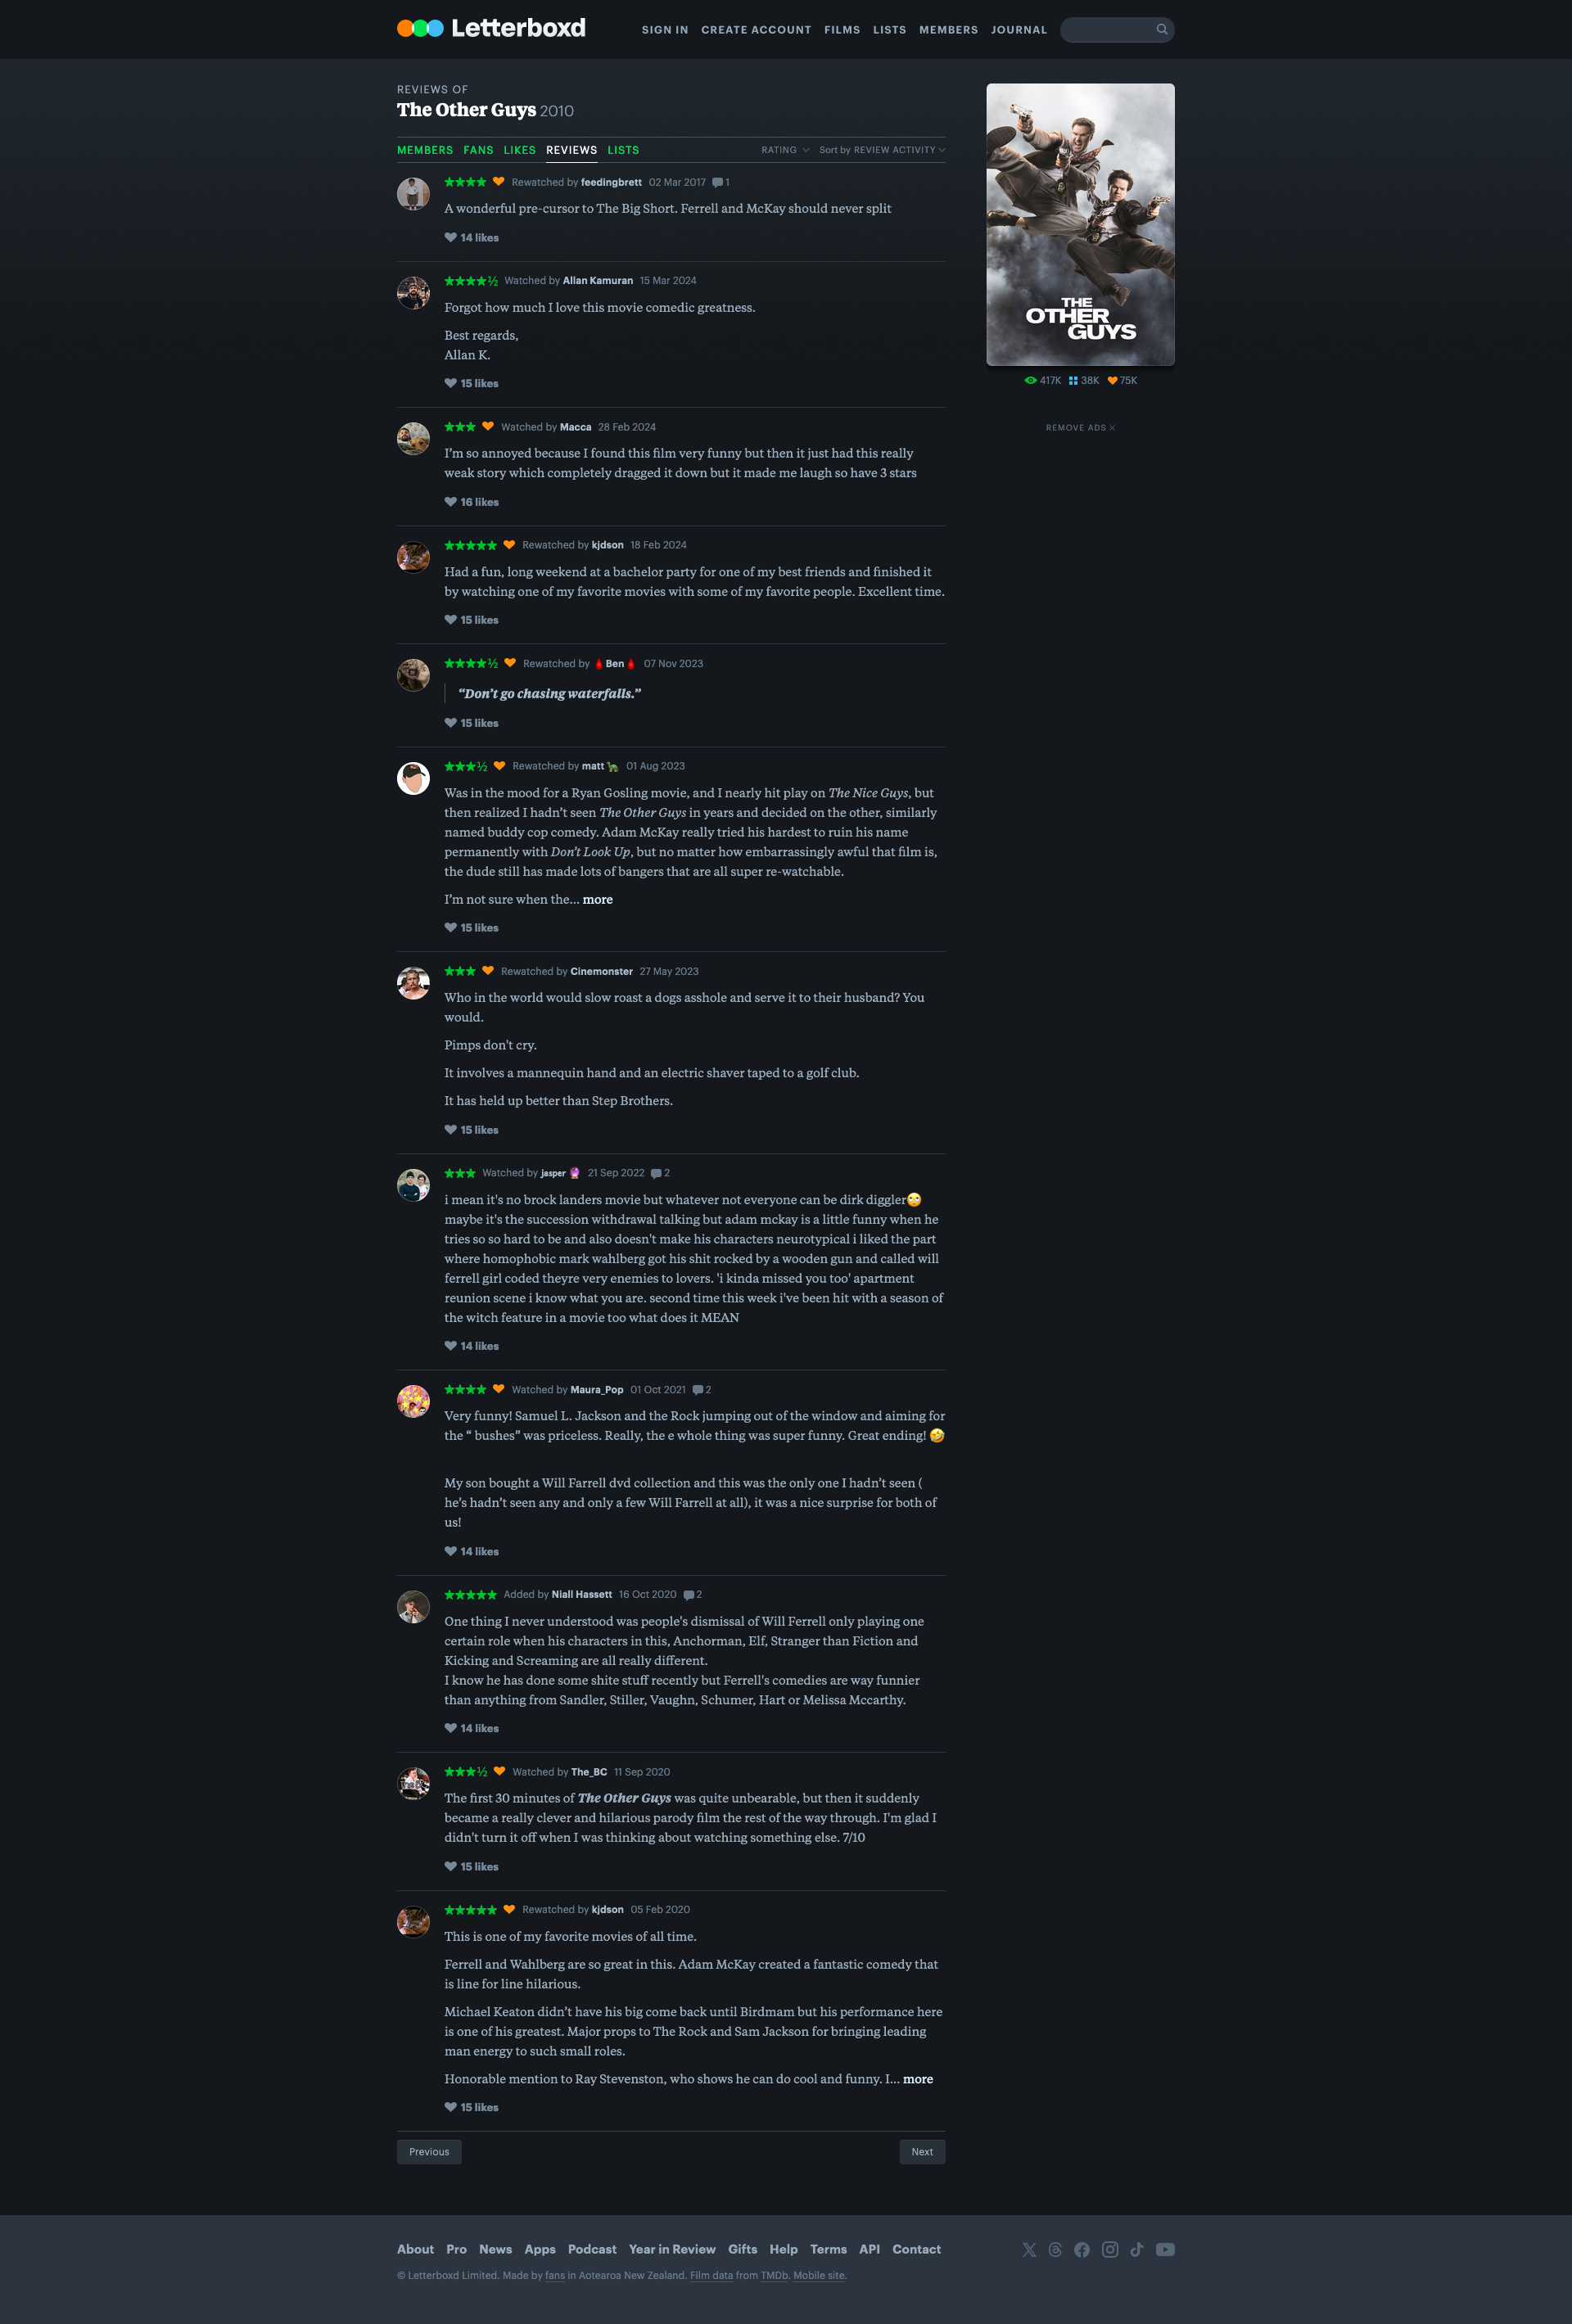 Letterboxd
SIGN IN CREATE ACCOUNT FILMS LISTS MEMBERS JOURNAL
REVIEWS OF
The Other Guys 2010
MEMBERS FANS LIKES REVIEWS LISTS
RATING Sort by REVIEW ACTIVITY
★★★★ Rewatched by feedingbrett 02 Mar 2017 1
A wonderful pre-cursor to The Big Short. Ferrell and McKay should never split
14 likes
★★★★½ Watched by Allan Kamuran 15 Mar 2024
Forgot how much I love this movie comedic greatness.
Best regards,
Allan K.
15 likes
★★★ Watched by Macca 28 Feb 2024
I’m so annoyed because I found this film very funny but then it just had this really
weak story which completely dragged it down but it made me laugh so have 3 stars
16 likes
★★★★★ Rewatched by kjdson 18 Feb 2024
Had a fun, long weekend at a bachelor party for one of my best friends and finished it
by watching one of my favorite movies with some of my favorite people. Excellent time.
15 likes
★★★★½ Rewatched by 🩸Ben🩸 07 Nov 2023
“Don’t go chasing waterfalls.”
15 likes
★★★½ Rewatched by matt 🐢 01 Aug 2023
Was in the mood for a Ryan Gosling movie, and I nearly hit play on The Nice Guys, but
then realized I hadn’t seen The Other Guys in years and decided on the other, similarly
named buddy cop comedy. Adam McKay really tried his hardest to ruin his name
permanently with Don’t Look Up, but no matter how embarrassingly awful that film is,
the dude still has made lots of bangers that are all super re-watchable.
I’m not sure when the… more
15 likes
★★★ Rewatched by Cinemonster 27 May 2023
Who in the world would slow roast a dogs asshole and serve it to their husband? You
would.
Pimps don't cry.
It involves a mannequin hand and an electric shaver taped to a golf club.
It has held up better than Step Brothers.
15 likes
★★★ Watched by jasper 🔮 21 Sep 2022 2
i mean it's no brock landers movie but whatever not everyone can be dirk diggler🙄
maybe it's the succession withdrawal talking but adam mckay is a little funny when he
tries so so hard to be and also doesn't make his characters neurotypical i liked the part
where homophobic mark wahlberg got his shit rocked by a wooden gun and called will
ferrell girl coded theyre very enemies to lovers. 'i kinda missed you too' apartment
reunion scene i know what you are. second time this week i've been hit with a season of
the witch feature in a movie too what does it MEAN
14 likes
★★★★ Watched by Maura_Pop 01 Oct 2021 2
Very funny! Samuel L. Jackson and the Rock jumping out of the window and aiming for
the “ bushes” was priceless. Really, the e whole thing was super funny. Great ending! 🤣
My son bought a Will Farrell dvd collection and this was the only one I hadn’t seen (
he’s hadn’t seen any and only a few Will Farrell at all), it was a nice surprise for both of
us!
14 likes
★★★★★ Added by Niall Hassett 16 Oct 2020 2
One thing I never understood was people's dismissal of Will Ferrell only playing one
certain role when his characters in this, Anchorman, Elf, Stranger than Fiction and
Kicking and Screaming are all really different.
I know he has done some shite stuff recently but Ferrell's comedies are way funnier
than anything from Sandler, Stiller, Vaughn, Schumer, Hart or Melissa Mccarthy.
14 likes
★★★½ Watched by The_BC 11 Sep 2020
The first 30 minutes of The Other Guys was quite unbearable, but then it suddenly
became a really clever and hilarious parody film the rest of the way through. I'm glad I
didn't turn it off when I was thinking about watching something else. 7/10
15 likes
★★★★★ Rewatched by kjdson 05 Feb 2020
This is one of my favorite movies of all time.
Ferrell and Wahlberg are so great in this. Adam McKay created a fantastic comedy that
is line for line hilarious.
Michael Keaton didn’t have his big come back until Birdmam but his performance here
is one of his greatest. Major props to The Rock and Sam Jackson for bringing leading
man energy to such small roles.
Honorable mention to Ray Stevenston, who shows he can do cool and funny. I… more
15 likes
Previous Next
THE
OTHER
GUYS
417K 38K 75K
REMOVE ADS
About Pro News Apps Podcast Year in Review Gifts Help Terms API Contact
© Letterboxd Limited. Made by fans in Aotearoa New Zealand. Film data from TMDb. Mobile site.